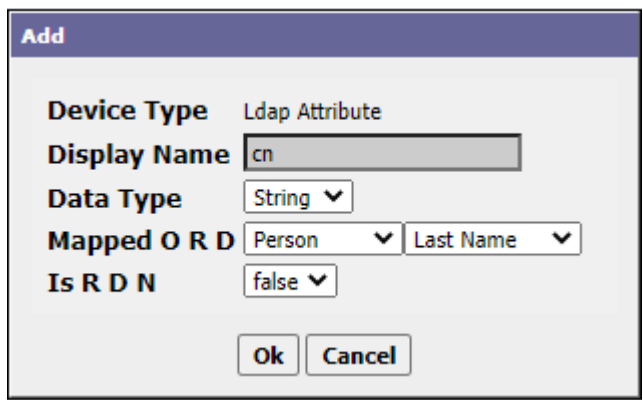 Add
Device Type Ldap Attribute
Display Name cn
Data Type String
Mapped O R D Person Last Name
Is R D N false
Ok Cancel